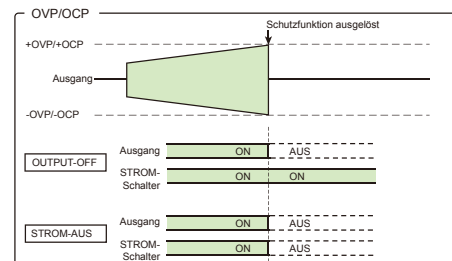 OVP/OCP
Schutzfunktion ausgelöst
+OVP/+OCP
Ausgang
-OVP/-OCP
OUTPUT-OFF
Ausgang ON AUS
STROM-
Schalter ON ON
STROM-AUS
Ausgang ON AUS
STROM-
Schalter ON AUS